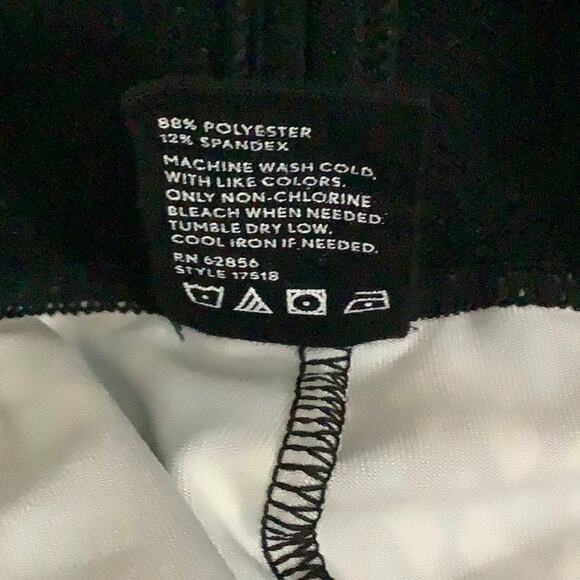 88% POLYESTER
12% SPANDEX
MACHINE WASH COLD,
WITH LIKE COLORS.
ONLY NON-CHLORINE
BLEACH WHEN NEEDED.
TUMBLE DRY LOW.
COOL IRON IF NEEDED.
RN 62856
STYLE 17518